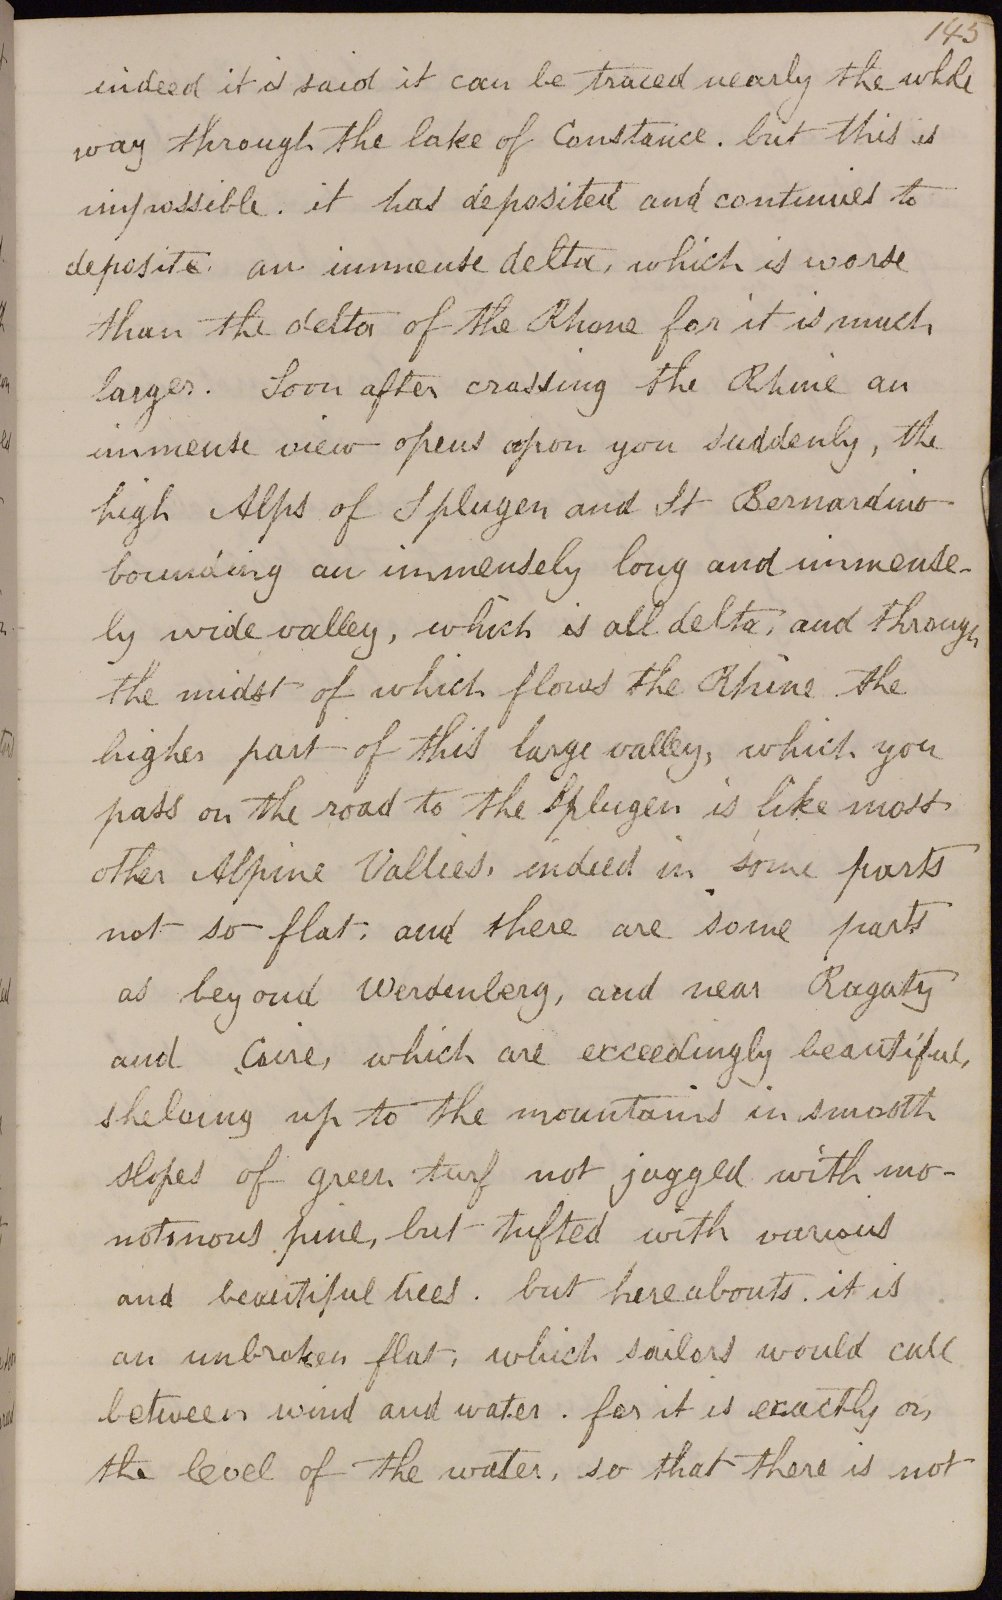 145
indeed it is said it can be traced nearly the whole
way through the lake of Constance. but this is
impossible. it has deposited and continues to
deposite. an immense delta, which is worse
than the delta of the Rhone for it is much
larger. Soon after crossing the Rhine an
immense view opens upon you suddenly, the
high Alps of Splugen and St Bernardino
bounding an immensely long and immense-
ly wide valley, which is all delta, and through
the midst of which flows the Rhine the
higher part of this large valley, which you
pass on the road to the Splugen is like most
other Alpine Vallies. indeed in some parts
not so flat. and there are some parts
as beyond Werdenberg, and near Ragatz
and Coire, which are exceedingly beautiful,
shelving up to the mountains in smooth
slopes of green turf not jagged with mo-
notonous pine, but tufted with various
and beautiful trees. but hereabouts. it is
an unbroken flat, which sailors would call
between wind and water. for it is exactly on
the level of the water, so that there is not